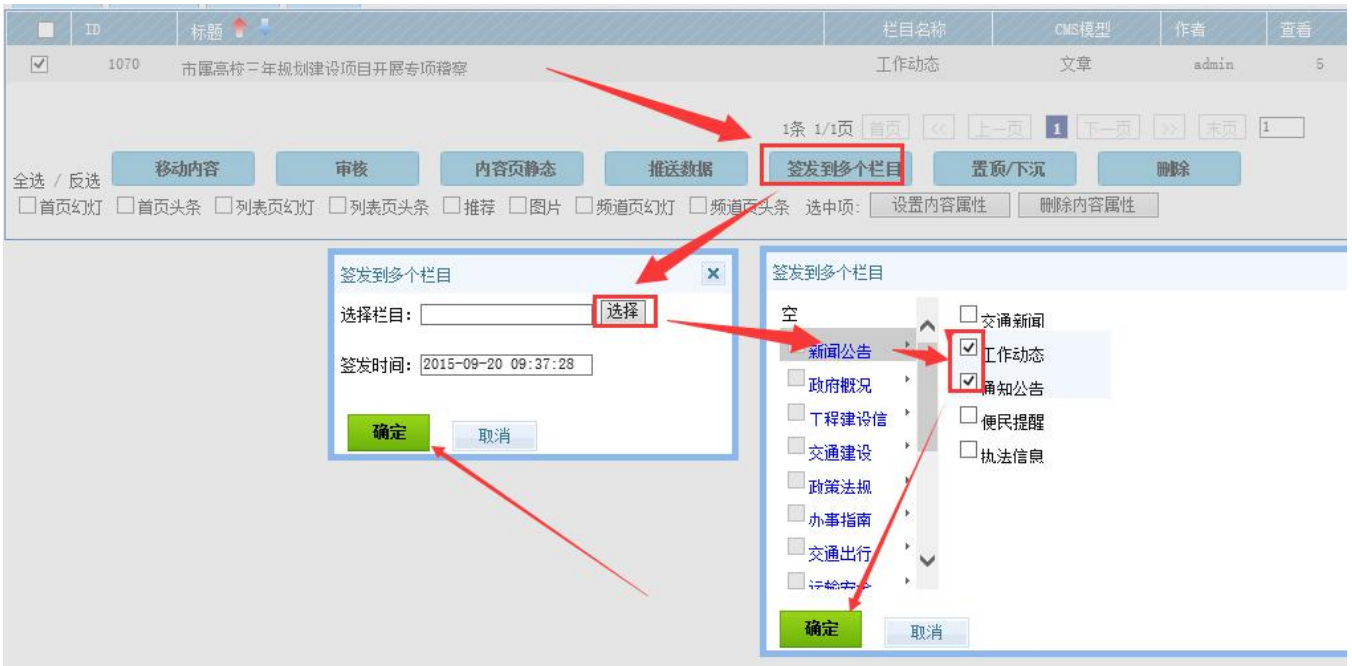 ID 标题 栏目名称 CMS模型 作者 查看
1070 市属高校三年规划建设项目开展专项稽察 工作动态 文章 admin 5
1条 1/1页 首页 << 上一页 1 下一页 >> 末页 1
全选 / 反选 移动内容 审核 内容页静态 推送数据 签发到多个栏目 置顶/下沉 删除
首页幻灯 首页头条 列表页幻灯 列表页头条 推荐 图片 频道页幻灯 频道页头条 选中项: 设置内容属性 删除内容属性
签发到多个栏目
选择栏目: 选择
签发时间: 2015-09-20 09:37:28
确定 取消
签发到多个栏目
空
新闻公告
政府概况
工程建设信
交通建设
政策法规
办事指南
交通出行
运输安全
交通新闻
工作动态
通知公告
便民提醒
执法信息
确定 取消